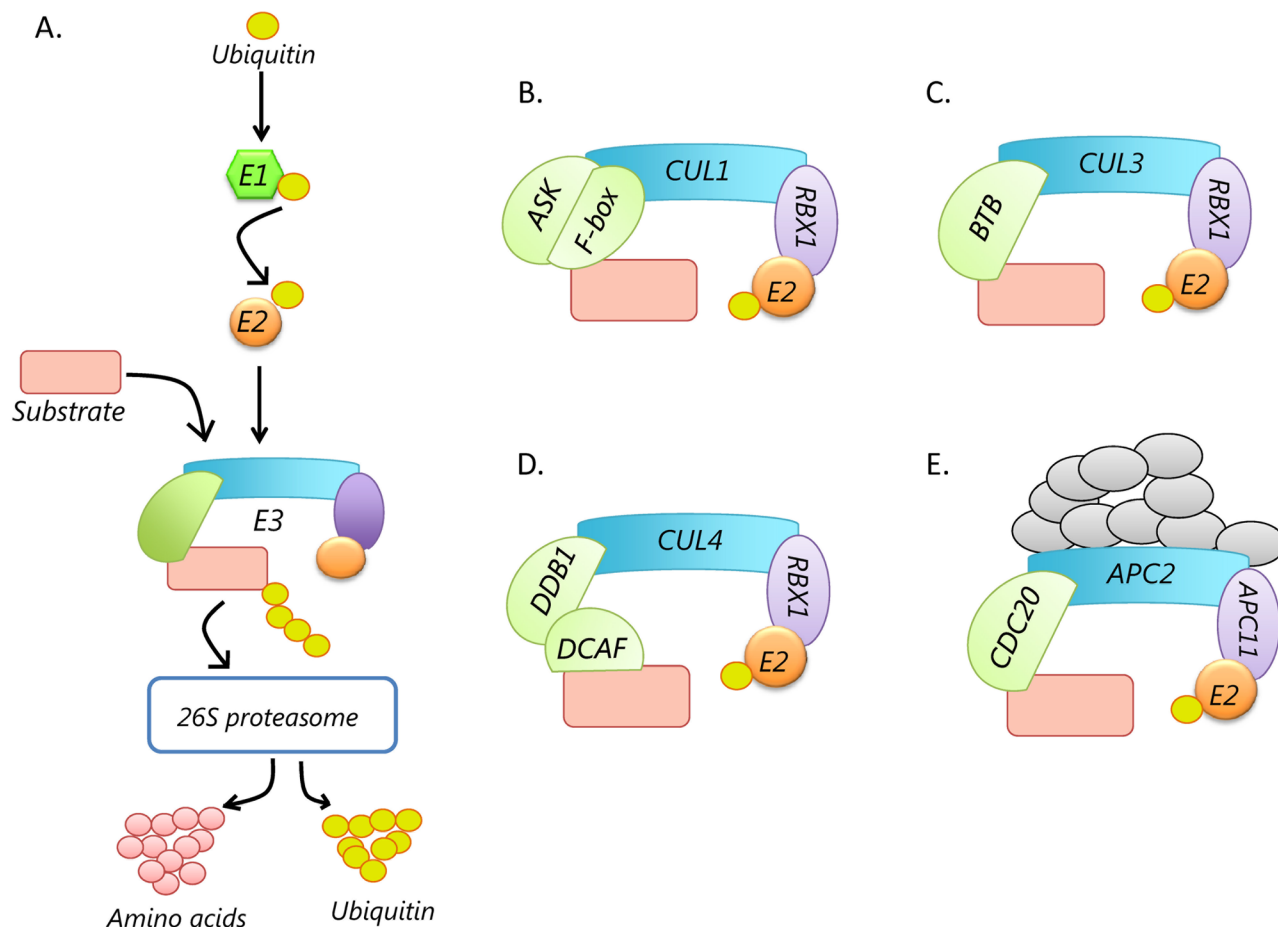 A.
Ubiquitin
E1
E2
Substrate
E3
26S proteasome
Amino acids
Ubiquitin
B.
ASK
F-box
CUL1
RBX1
E2
C.
BTB
CUL3
RBX1
E2
D.
DDB1
DCAF
CUL4
RBX1
E2
E.
CDC20
APC2
APC11
E2